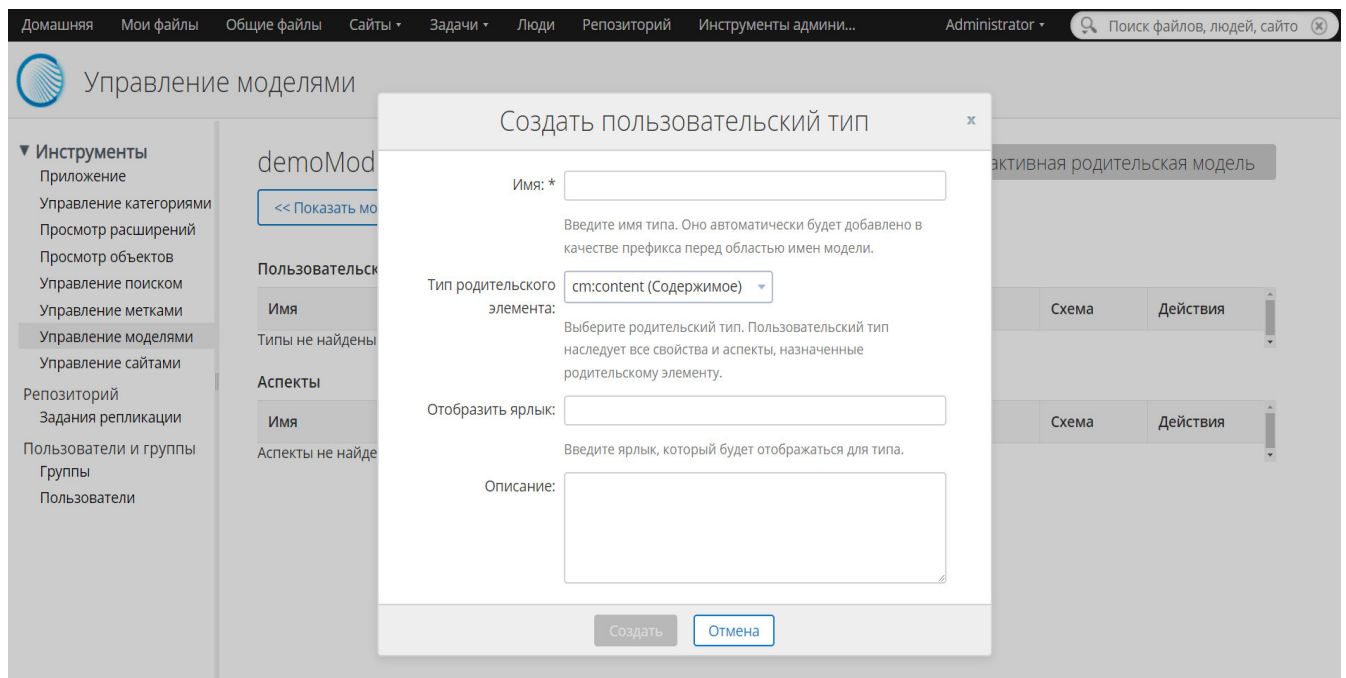 Домашняя Мои файлы Общие файлы Сайты Задачи Люди Репозиторий Инструменты админи... Administrator Поиск файлов, людей, сайто
Управление моделями
Инструменты
Приложение
Управление категориями
Просмотр расширений
Просмотр объектов
Управление поиском
Управление метками
Управление моделями
Управление сайтами
Репозиторий
Задания репликации
Пользователи и группы
Группы
Пользователи
demoMod
активная родительская модель
<< Показать мо
Пользовательск
Имя Схема Действия
Типы не найдены
Аспекты
Имя Схема Действия
Аспекты не найде
Создать пользовательский тип x
Имя: *
Введите имя типа. Оно автоматически будет добавлено в
качестве префикса перед областью имен модели.
Тип родительского
элемента:
cm:content (Содержимое)
Выберите родительский тип. Пользовательский тип
наследует все свойства и аспекты, назначенные
родительскому элементу.
Отобразить ярлык:
Введите ярлык, который будет отображаться для типа.
Описание:
Создать Отмена